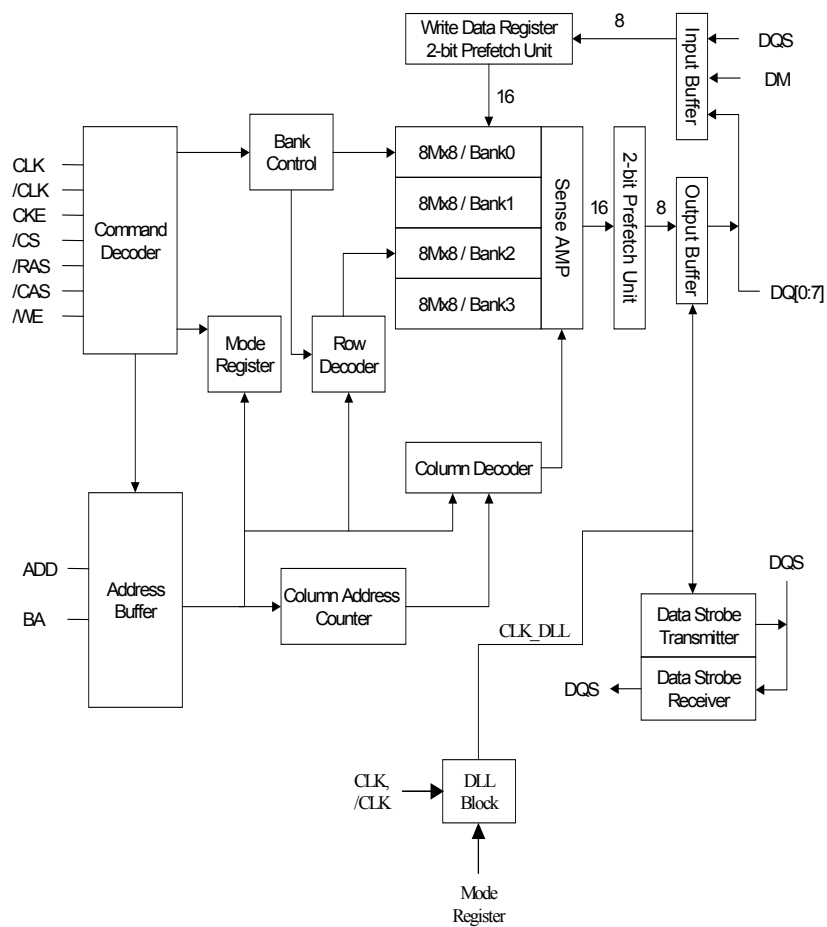 Write Data Register
2-bit Prefetch Unit
8
Input Buffer
DQS
DM
16
CLK
/CLK
CKE
/CS
/RAS
/CAS
/WE
Command
Decoder
Bank
Control
8Mx8 / Bank0
8Mx8 / Bank1
8Mx8 / Bank2
8Mx8 / Bank3
Sense AMP
16
2-bit Prefetch Unit
8
Output Buffer
DQ[0:7]
Mode
Register
Row
Decoder
Column Decoder
ADD
BA
Address
Buffer
Column Address
Counter
CLK_DLL
DQS
Data Strobe
Transmitter
Data Strobe
Receiver
DQS
CLK,
/CLK
DLL
Block
Mode
Register